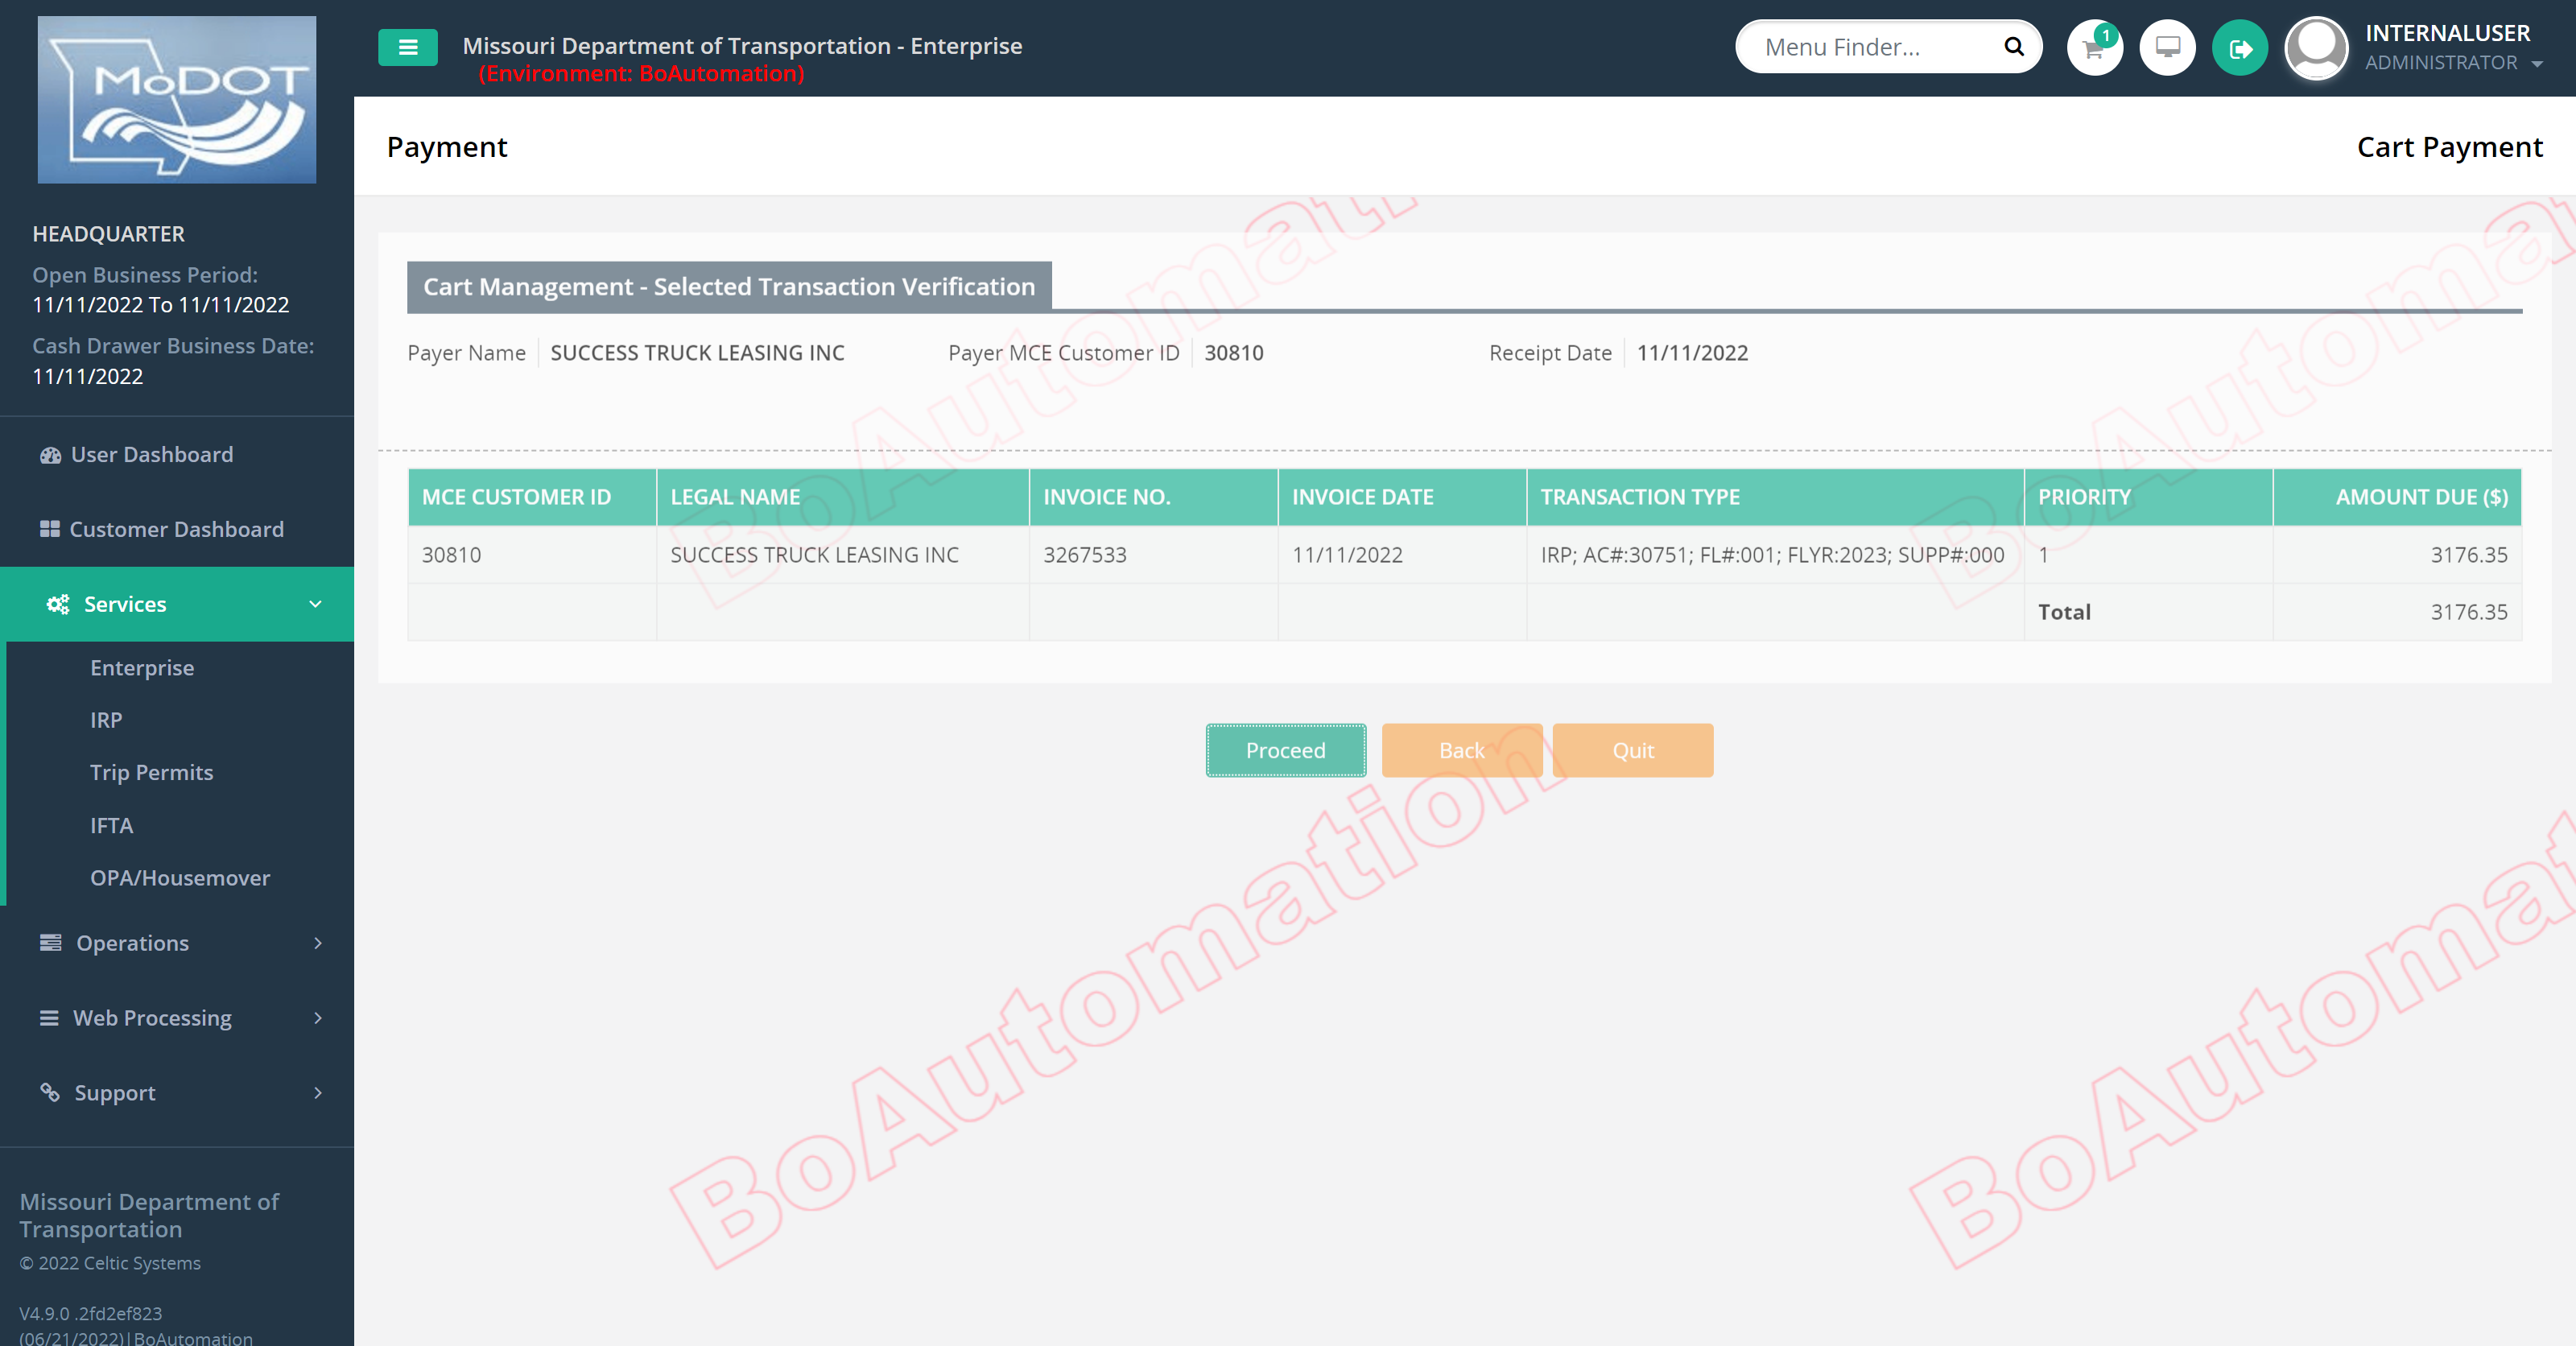 MoDOT
Missouri Department of Transportation - Enterprise
(Environment: BoAutomation)
Menu Finder...
1
INTERNALUSER
ADMINISTRATOR
HEADQUARTER
Open Business Period:
11/11/2022 To 11/11/2022
Cash Drawer Business Date:
11/11/2022
User Dashboard
Customer Dashboard
Services
Enterprise
IRP
Trip Permits
IFTA
OPA/Housemover
Operations
Web Processing
Support
Missouri Department of
Transportation
© 2022 Celtic Systems
V4.9.0 .2fd2ef823
(06/21/2022)|BoAutomation
Payment
Cart Payment
Cart Management - Selected Transaction Verification
Payer Name SUCCESS TRUCK LEASING INC Payer MCE Customer ID 30810 Receipt Date 11/11/2022
MCE CUSTOMER ID LEGAL NAME INVOICE NO. INVOICE DATE TRANSACTION TYPE PRIORITY AMOUNT DUE ($)
30810 SUCCESS TRUCK LEASING INC 3267533 11/11/2022 IRP; AC#:30751; FL#:001; FLYR:2023; SUPP#:000 1 3176.35
Total 3176.35
Proceed Back Quit
BoAutomati
BoAutoma
BoAutomation
BoAutomat